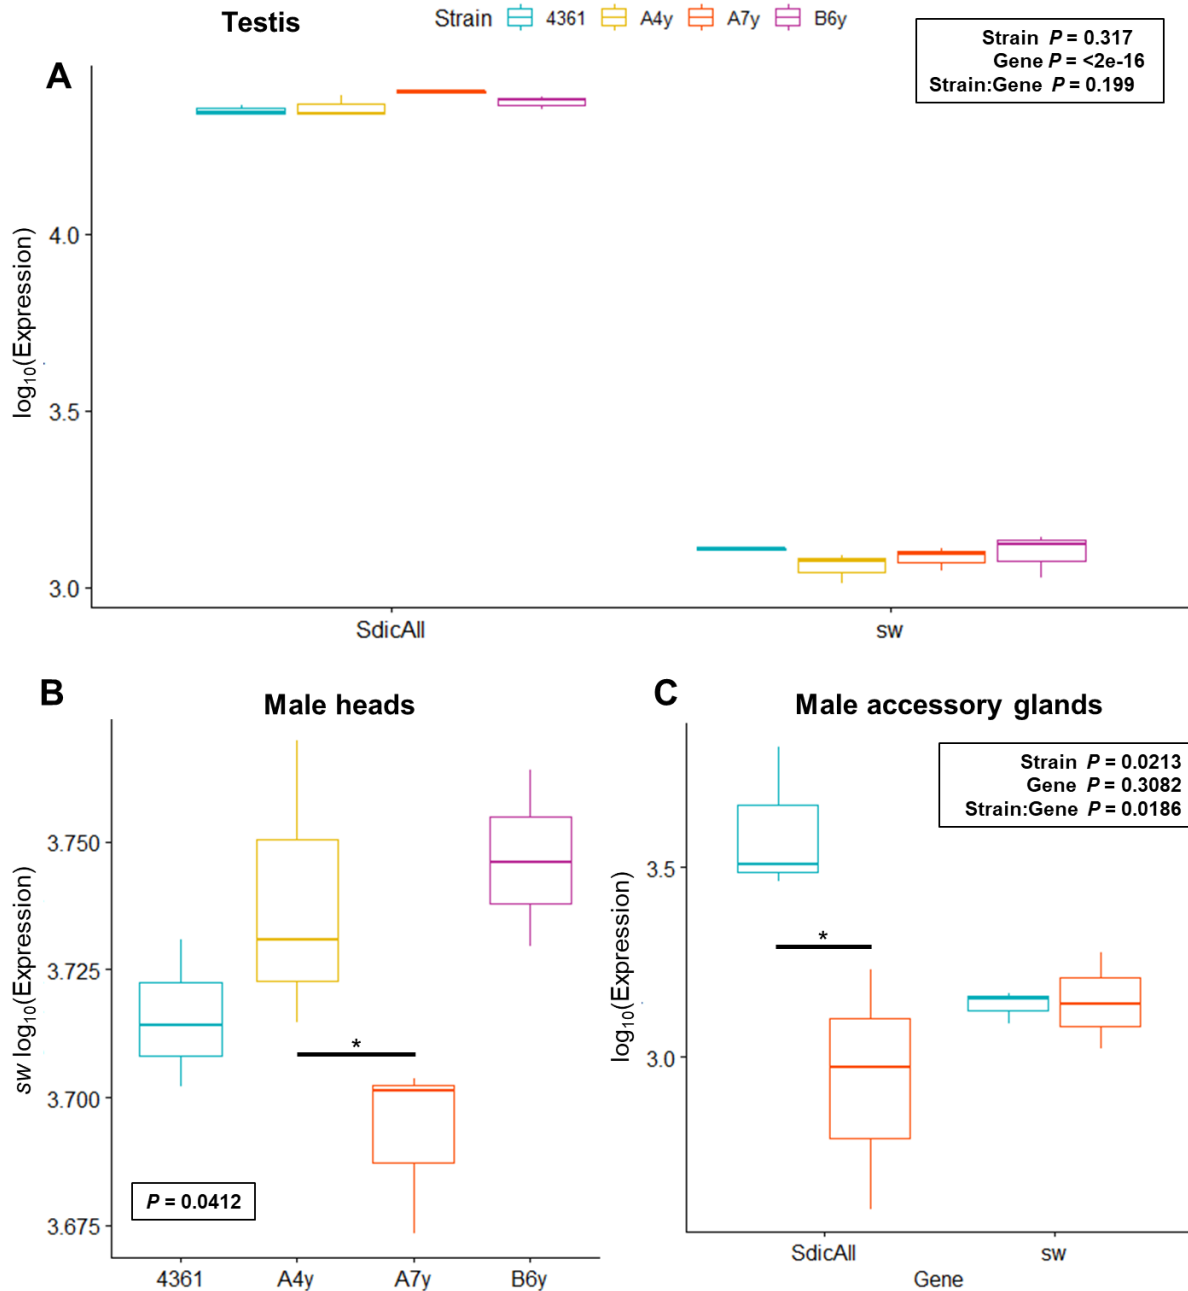 Testis
Strain 4361 A4y A7y B6y
Strain P = 0.317
Gene P = <2e-16
Strain:Gene P = 0.199
A
log10(Expression)
4.0
3.5
3.0
SdicAll sw
B
Male heads
sw log10(Expression)
3.750
3.725
3.700
3.675
*
P = 0.0412
4361 A4y A7y B6y
C
Male accessory glands
Strain P = 0.0213
Gene P = 0.3082
Strain:Gene P = 0.0186
log10(Expression)
3.5
3.0
*
SdicAll sw
Gene